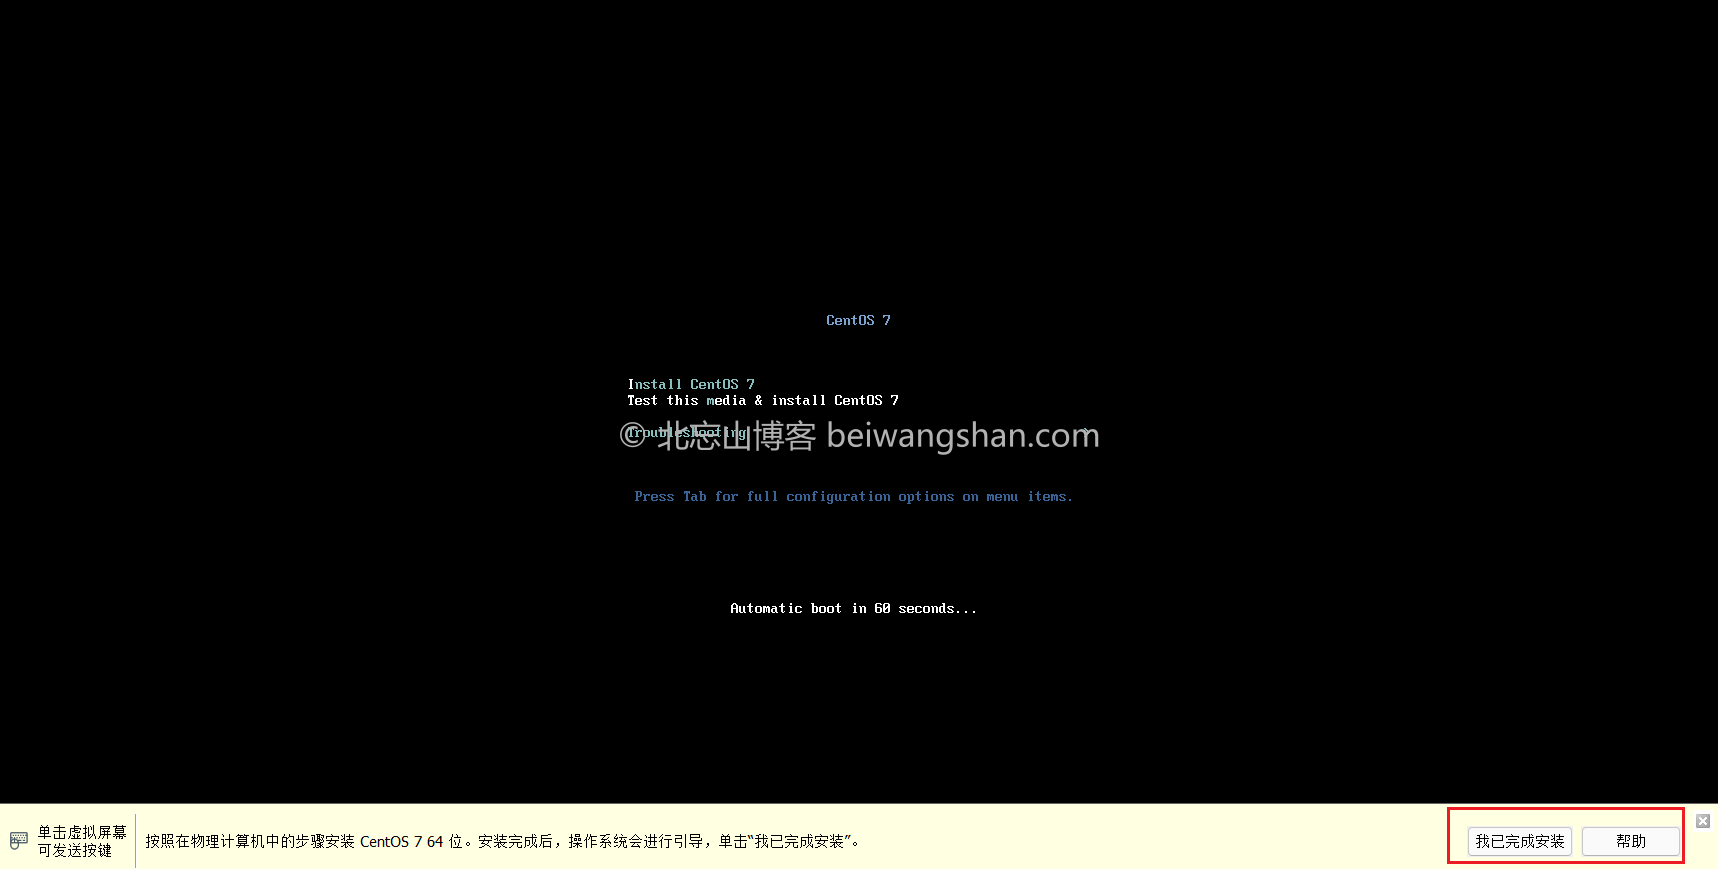 CentOS 7
Install CentOS 7
Test this media & install CentOS 7
Troubleshooting >
© 北忘山博客 beiwangshan.com
Press Tab for full configuration options on menu items.
Automatic boot in 60 seconds...
单击虚拟屏幕
可发送按键
按照在物理计算机中的步骤安装 CentOS 7 64 位。安装完成后，操作系统会进行引导，单击“我已完成安装”。
我已完成安装
帮助